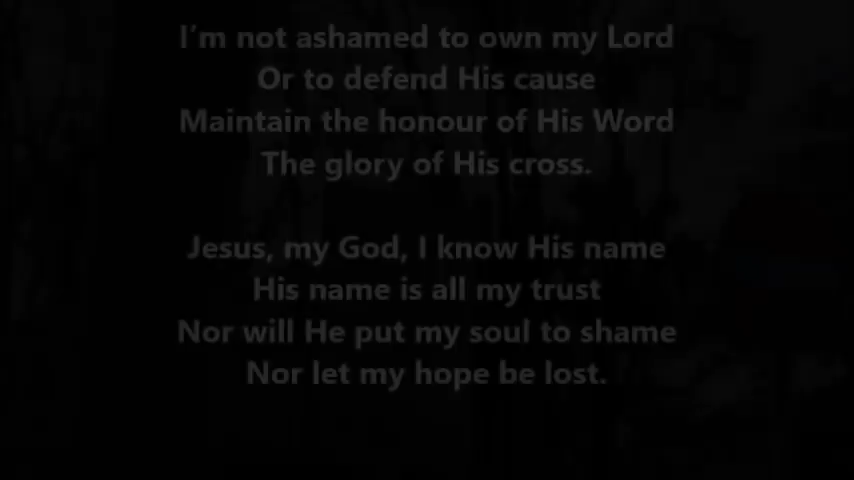 I'm not ashamed to own my Lord
Or to defend His cause
Maintain the honour of His Word
The glory of His cross.
Jesus, my God, I know His name
His name is all my trust
Nor will He put my soul to shame
Nor let my hope be lost.